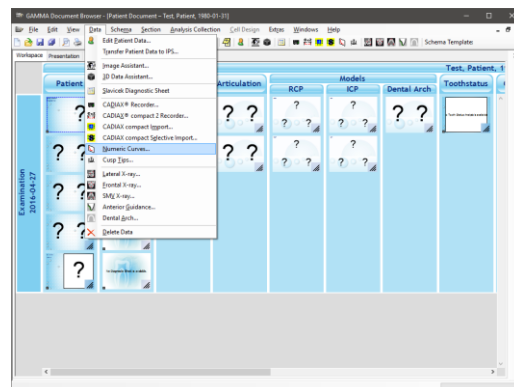 GAMMA Document Browser - [Patient Document - Test, Patient, 1980-01-31]
File Edit View Data Schema Section Analysis Collection Cell Design Extras Windows Help
Schema Templates
Workspace Presentation
Edit Patient Data...
Transfer Patient Data to IPS...
Image Assistant...
3D Data Assistant...
Slavicek Diagnostic Sheet
CADIAX® Recorder...
CADIAX® compact 2 Recorder...
CADIAX compact Import...
CADIAX compact Selective Import...
Numeric Curves...
Cusp Tips...
Lateral X-ray...
Frontal X-ray...
SMV X-ray...
Anterior Guidance...
Dental Arch...
Delete Data
Test, Patient, 1
Patient
Articulation
Models
RCP
ICP
Dental Arch
Toothstatus
Examination
2016-04-27
? ? ? ? ?
? ? ? ? ? ? ?
? ? ? ?
? ?
? ?
?